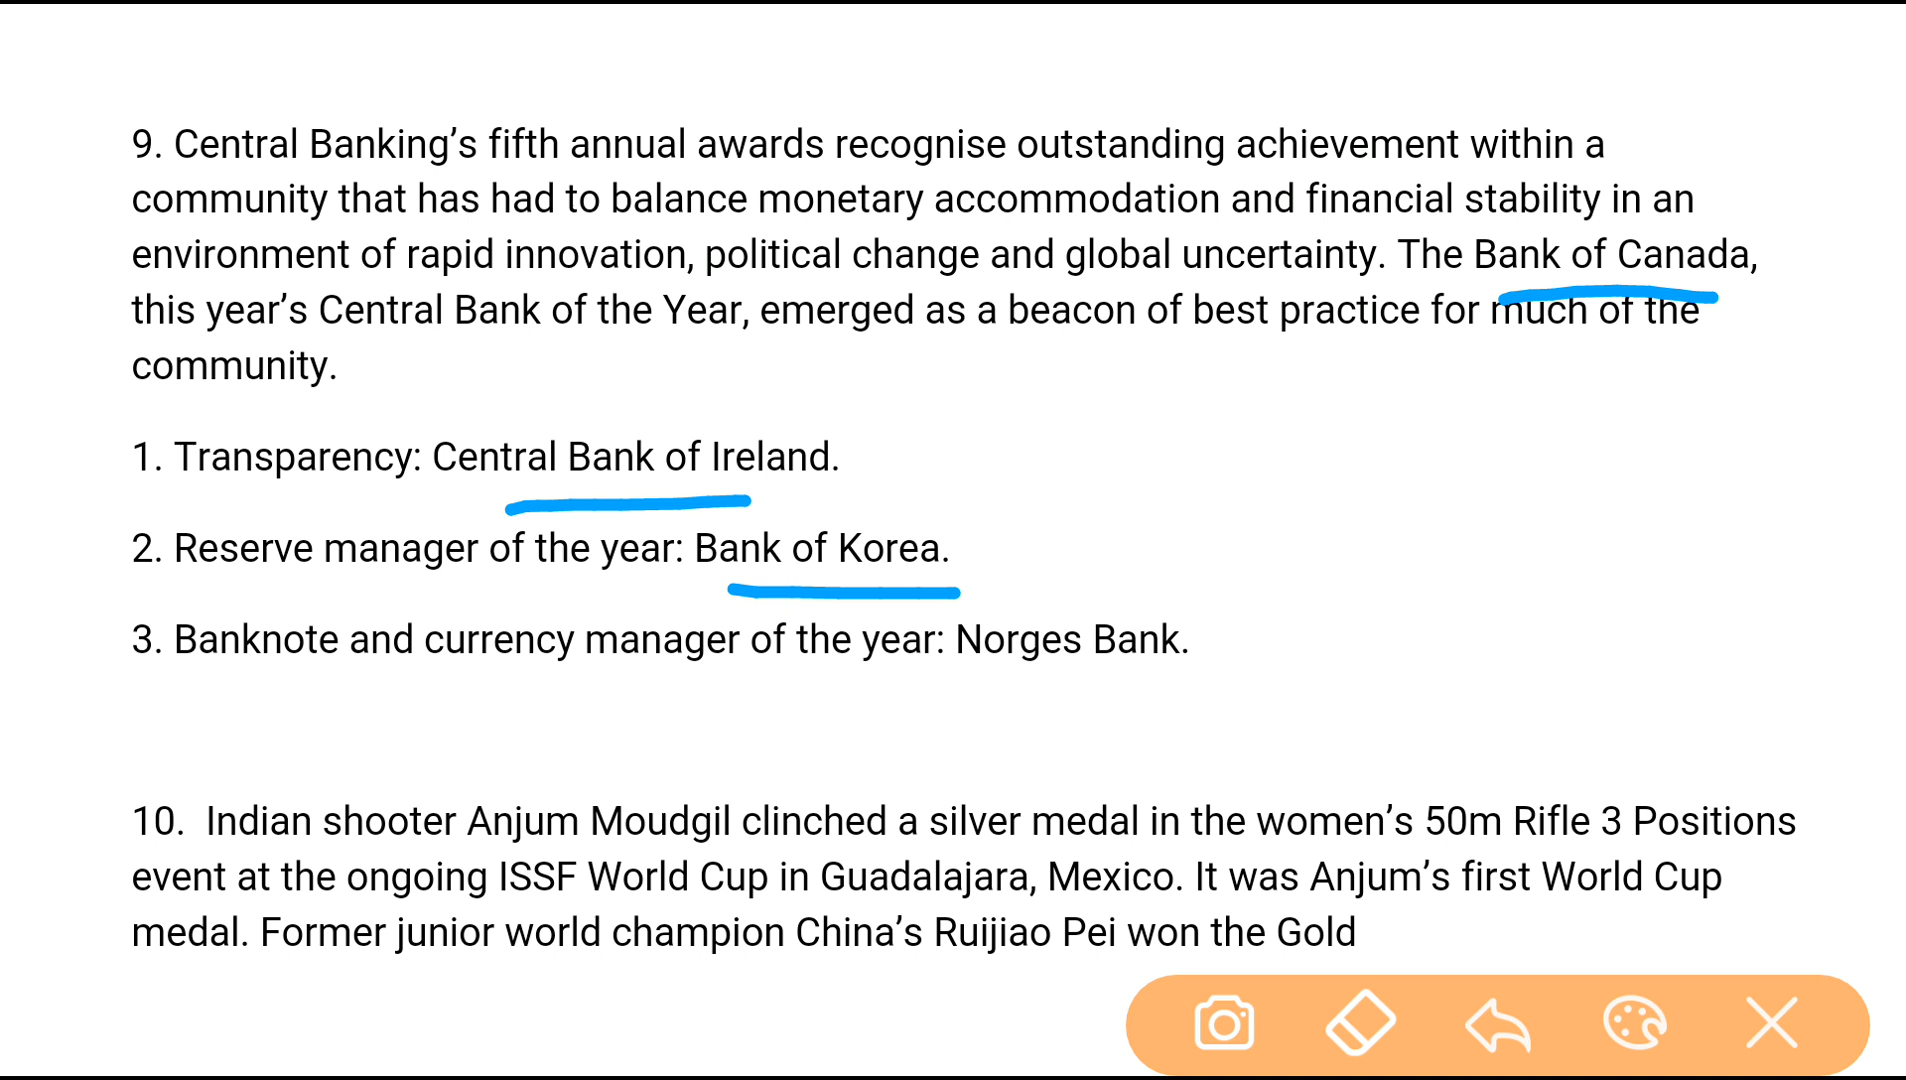 9. Central Banking’s fifth annual awards recognise outstanding achievement within a
community that has had to balance monetary accommodation and financial stability in an
environment of rapid innovation, political change and global uncertainty. The Bank of Canada,
this year’s Central Bank of the Year, emerged as a beacon of best practice for much of the
community.
1. Transparency: Central Bank of Ireland.
2. Reserve manager of the year: Bank of Korea.
3. Banknote and currency manager of the year: Norges Bank.
10.  Indian shooter Anjum Moudgil clinched a silver medal in the women’s 50m Rifle 3 Positions
event at the ongoing ISSF World Cup in Guadalajara, Mexico. It was Anjum’s first World Cup
medal. Former junior world champion China’s Ruijiao Pei won the Gold